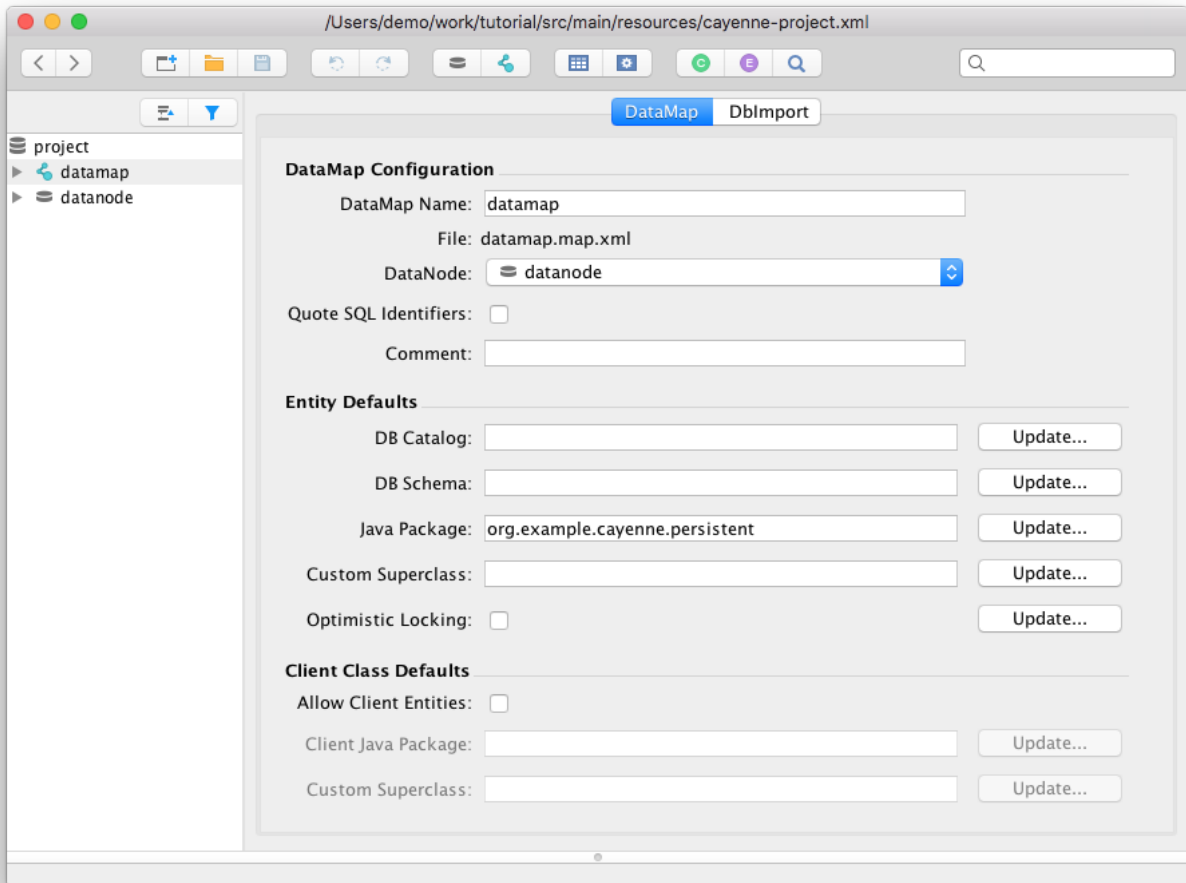 /Users/demo/work/tutorial/src/main/resources/cayenne-project.xml
C E
project
datamap
datanode
DataMap DbImport
DataMap Configuration
DataMap Name: datamap
File: datamap.map.xml
DataNode: datanode
Quote SQL Identifiers:
Comment:
Entity Defaults
DB Catalog: Update...
DB Schema: Update...
Java Package: org.example.cayenne.persistent Update...
Custom Superclass: Update...
Optimistic Locking: Update...
Client Class Defaults
Allow Client Entities:
Client Java Package: Update...
Custom Superclass: Update...